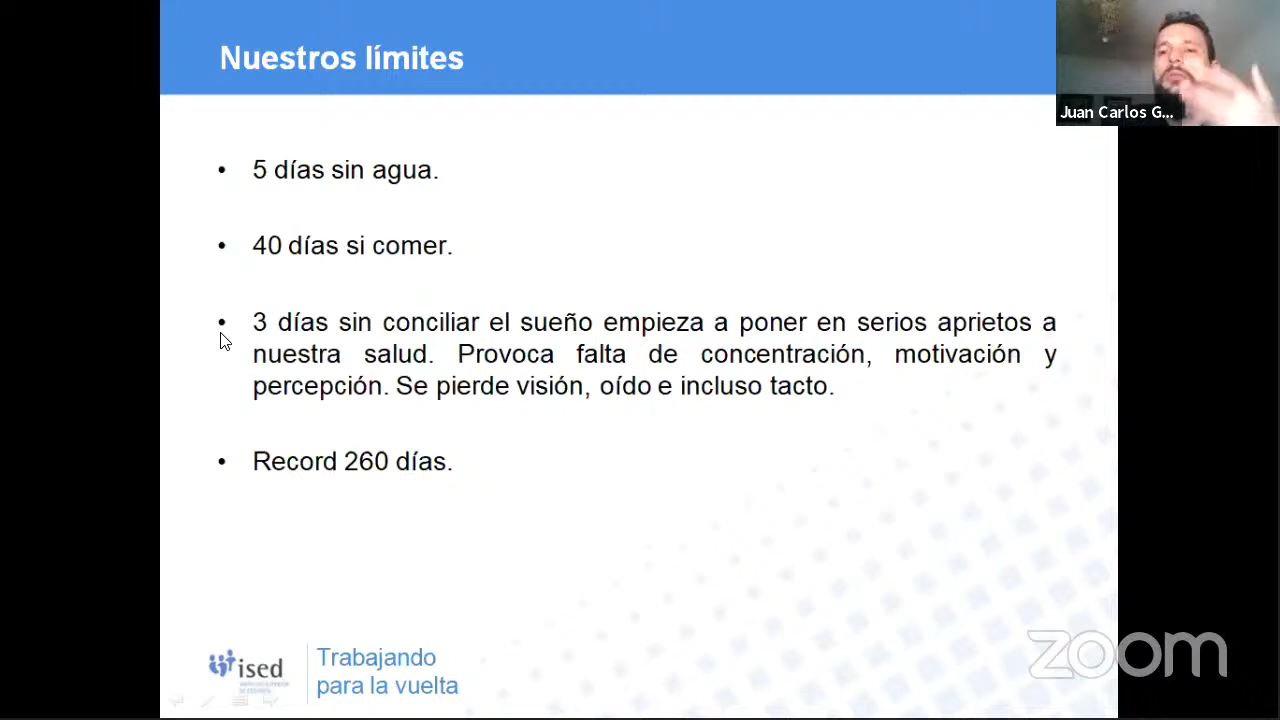 Nuestros límites
Juan Carlos G...
• 5 días sin agua.
• 40 días si comer.
• 3 días sin conciliar el sueño empieza a poner en serios aprietos a
nuestra salud. Provoca falta de concentración, motivación y
percepción. Se pierde visión, oído e incluso tacto.
• Record 260 días.
ised
Trabajando
para la vuelta
zoom